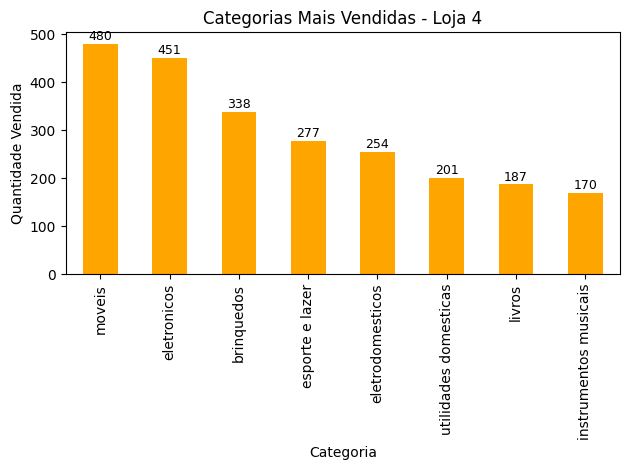 Categorias Mais Vendidas - Loja 4
Quantidade Vendida
500
400
300
200
100
0
480
451
338
277
254
201
187
170
moveis
eletronicos
brinquedos
esporte e lazer
eletrodomesticos
utilidades domesticas
livros
instrumentos musicais
Categoria